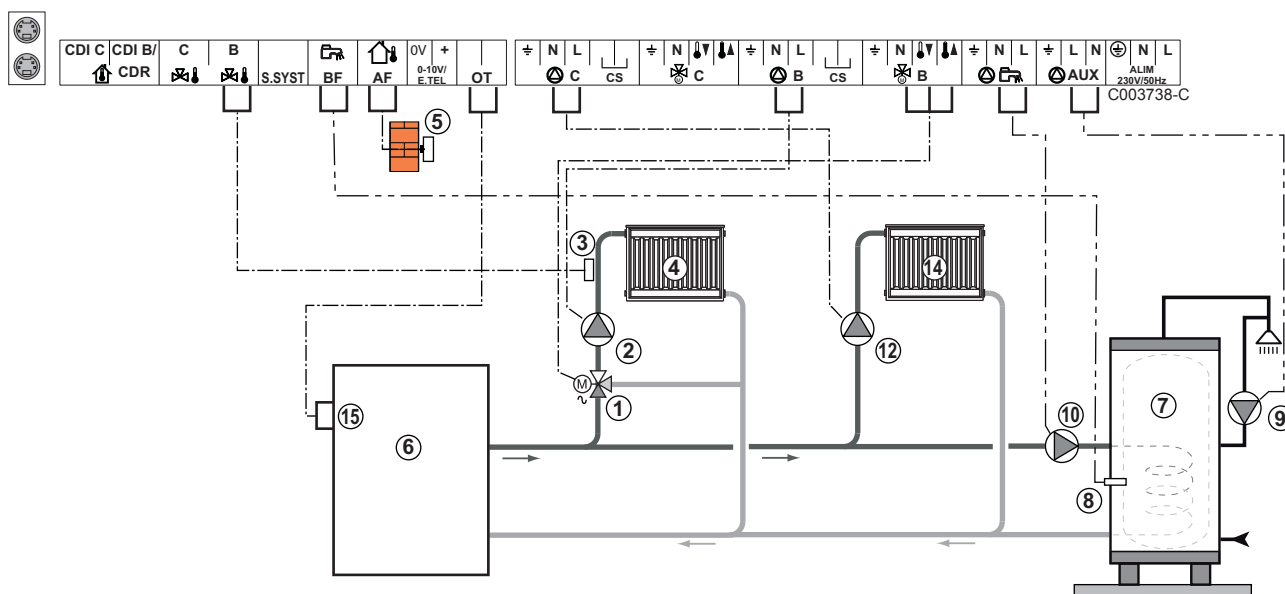 CDI C CDI B/ C B 0V + N L N N L N N L L N N L
CDR S.SYST BF AF 0-10V/ OT C CS C B CS B AUX ALIM
E.TEL 230V/50Hz
C003738-C
5
3
4
14
2
12
M
1
7
10
9
15
6
8